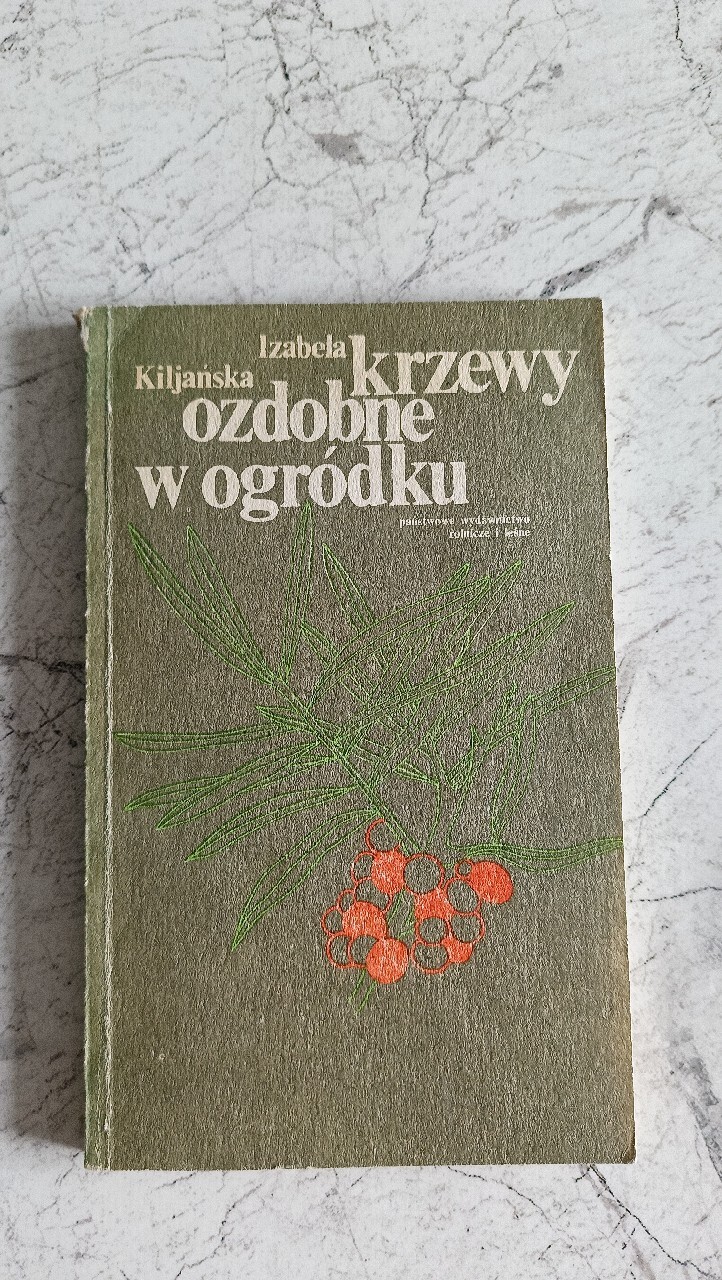 Izabela
Kiljańska
krzewy
ozdobne
w ogródku
państwowe wydawnictwo
rolnicze i leśne